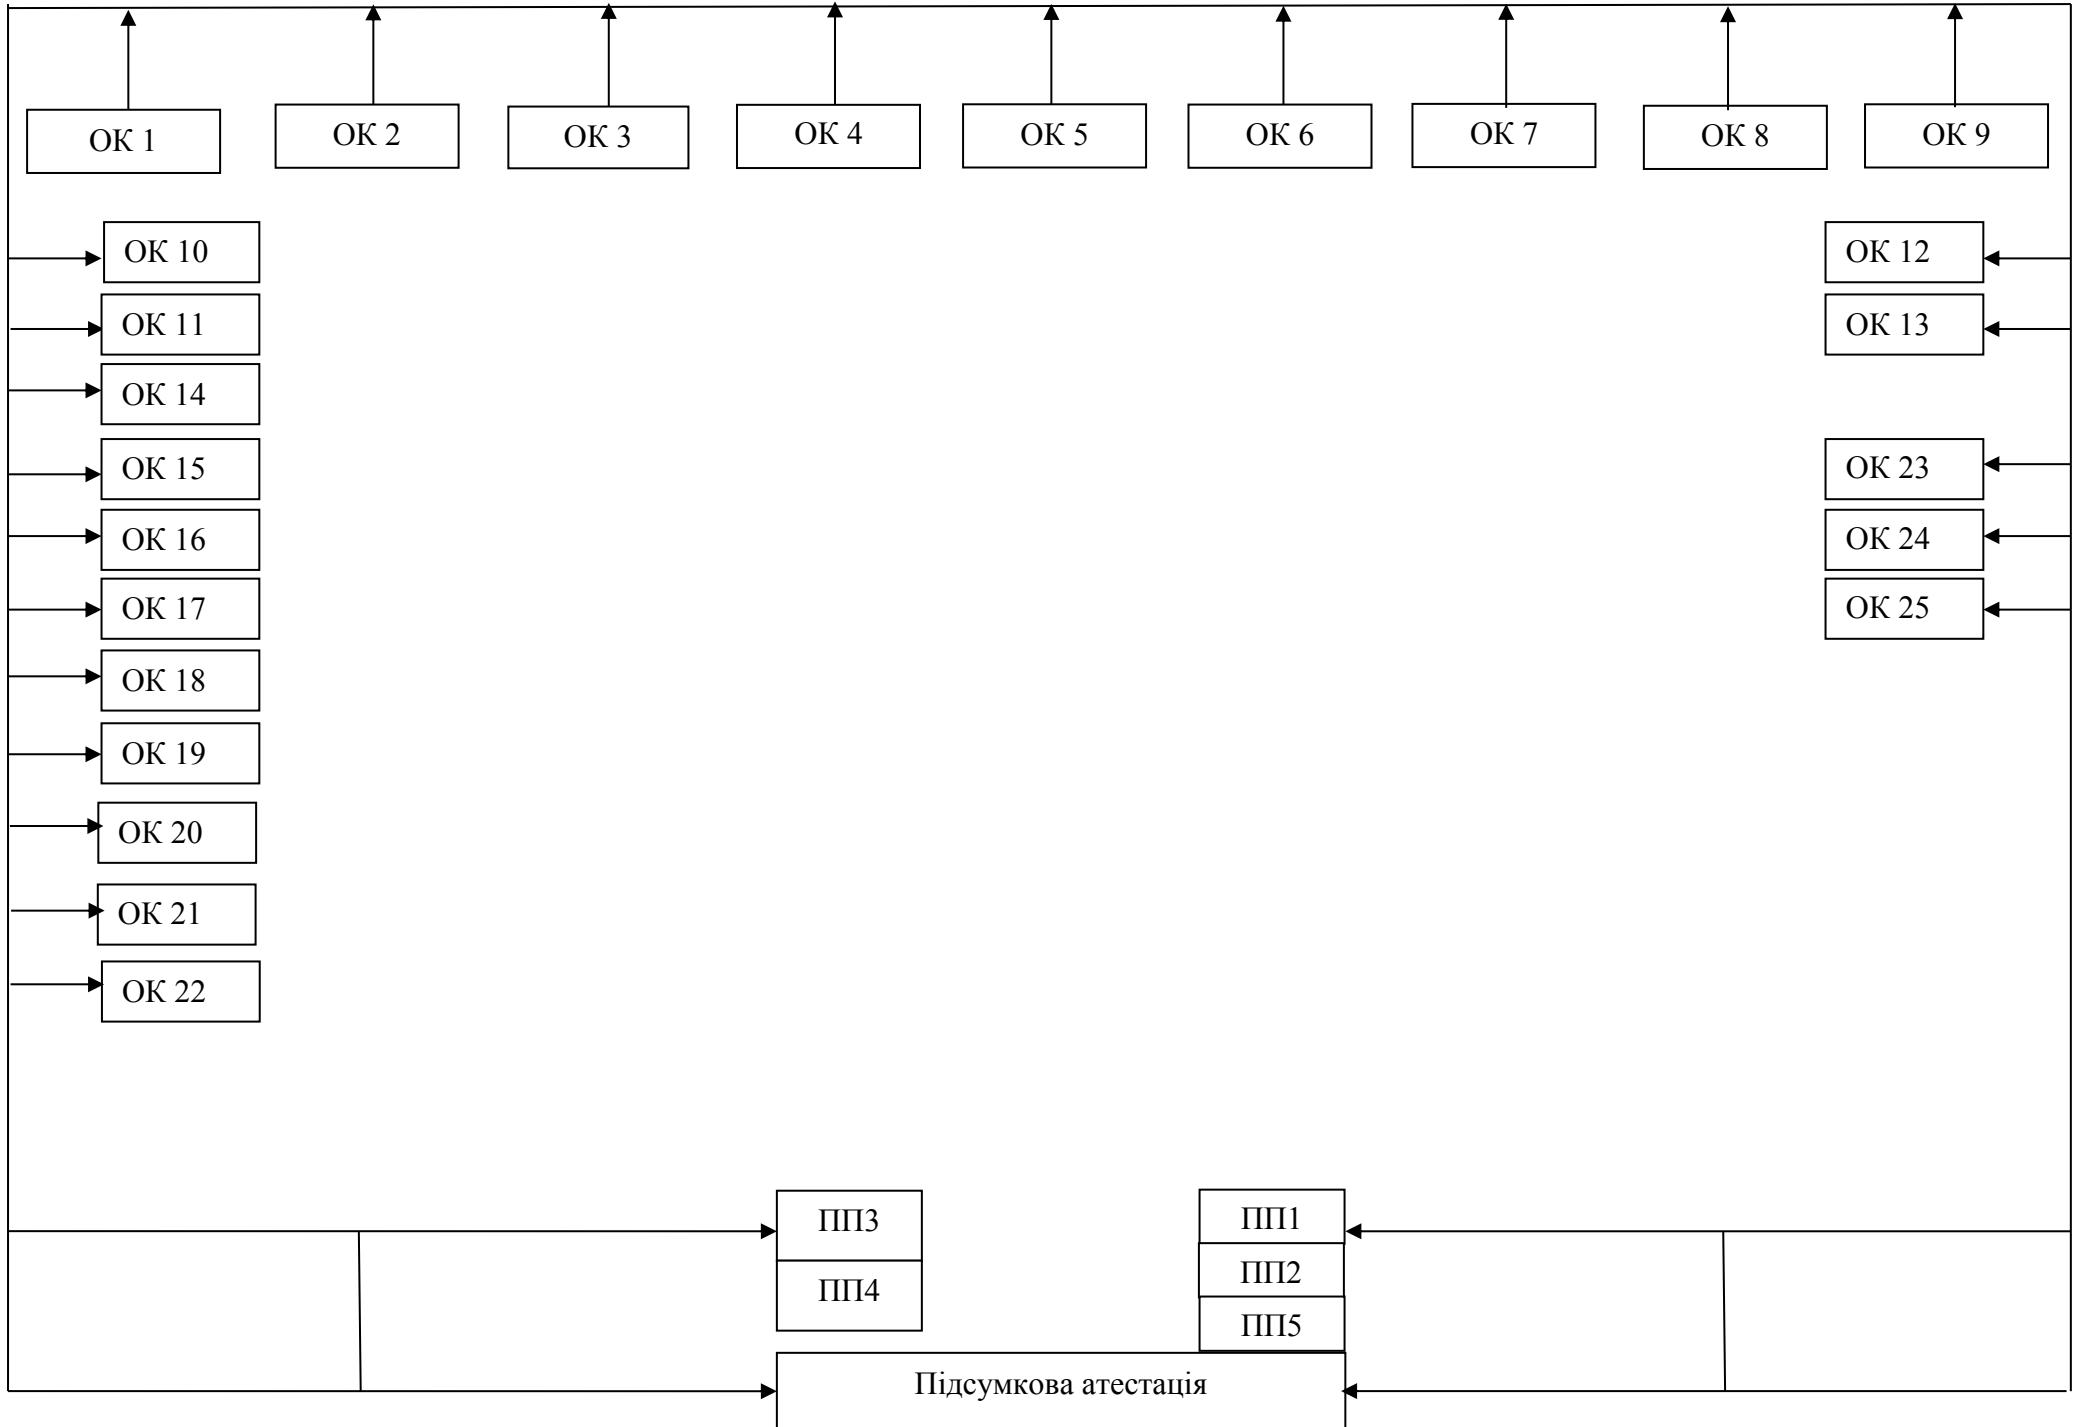 ОК 1
ОК 2
ОК 3
ОК 4
ОК 5
ОК 6
ОК 7
ОК 8
ОК 9
ОК 10
ОК 12
ОК 11
ОК 13
ОК 14
ОК 15
ОК 23
ОК 16
ОК 24
ОК 17
ОК 25
ОК 18
ОК 19
ОК 20
ОК 21
ОК 22
ПП3
ПП1
ПП2
ПП4
ПП5
Підсумкова атестація